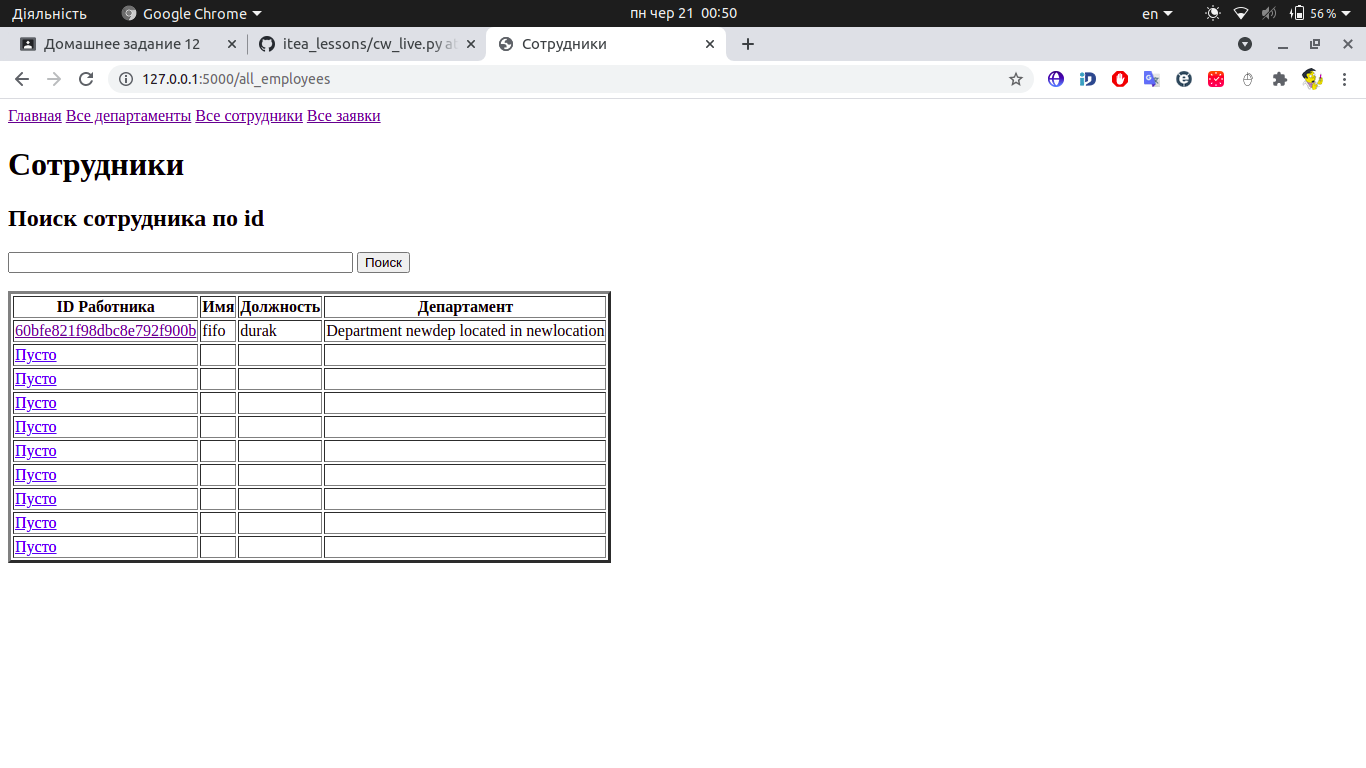 Діяльність Google Chrome пн чер 21 00:50 en 56 %
Домашнее задание 12 itea_lessons/cw_live.py at Сотрудники
127.0.0.1:5000/all_employees
Главная Все департаменты Все сотрудники Все заявки
Сотрудники
Поиск сотрудника по id
Поиск
ID Работника Имя Должность Департамент
60bfe821f98dbc8e792f900b fifo durak Department newdep located in newlocation
Пусто
Пусто
Пусто
Пусто
Пусто
Пусто
Пусто
Пусто
Пусто